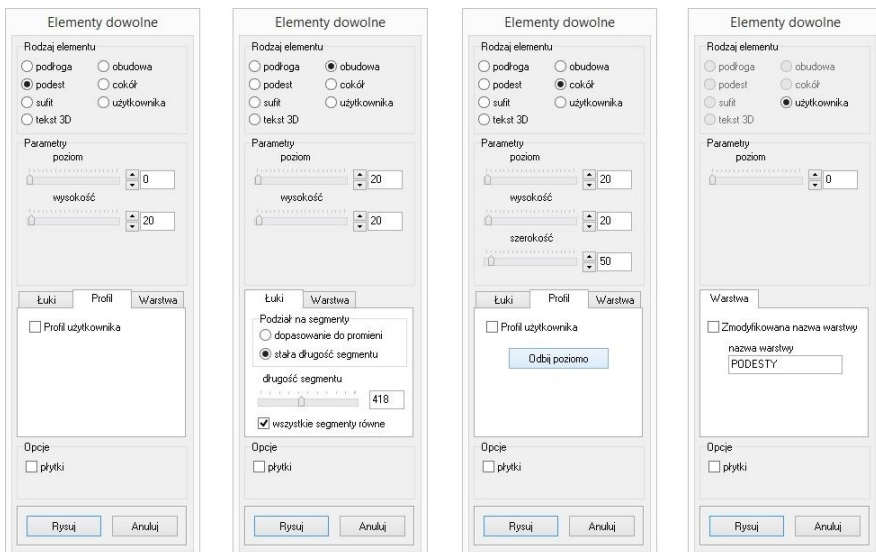 Elementy dowolne
Rodzaj elementu
podłoga obudowa
podest cokół
sufit użytkownika
tekst 3D
Parametry
poziom
0
wysokość
20
Łuki Profil Warstwa
Profil użytkownika
Opcje
płytki
Rysuj Anuluj
Elementy dowolne
Rodzaj elementu
podłoga obudowa
podest cokół
sufit użytkownika
tekst 3D
Parametry
poziom
20
wysokość
20
Łuki Warstwa
Podział na segmenty
dopasowanie do promieni
stała długość segmentu
długość segmentu
418
wszystkie segmenty równe
Opcje
płytki
Rysuj Anuluj
Elementy dowolne
Rodzaj elementu
podłoga obudowa
podest cokół
sufit użytkownika
tekst 3D
Parametry
poziom
20
wysokość
20
szerokość
50
Łuki Profil Warstwa
Profil użytkownika
Odbij poziomo
Opcje
płytki
Rysuj Anuluj
Elementy dowolne
Rodzaj elementu
podłoga obudowa
podest cokół
sufit użytkownika
tekst 3D
Parametry
poziom
0
Warstwa
Zmodyfikowana nazwa warstwy
nazwa warstwy
PODESTY
Opcje
płytki
Rysuj Anuluj